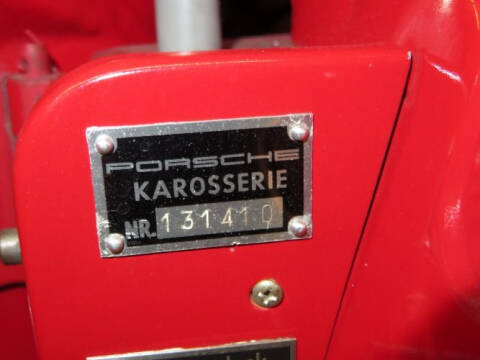 PORSCHE
KAROSSERIE
NR. 131410